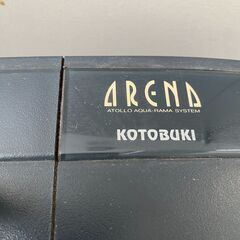 ARENA
ATOLLO AQUA-RAMA SYSTEM
KOTOBUKI